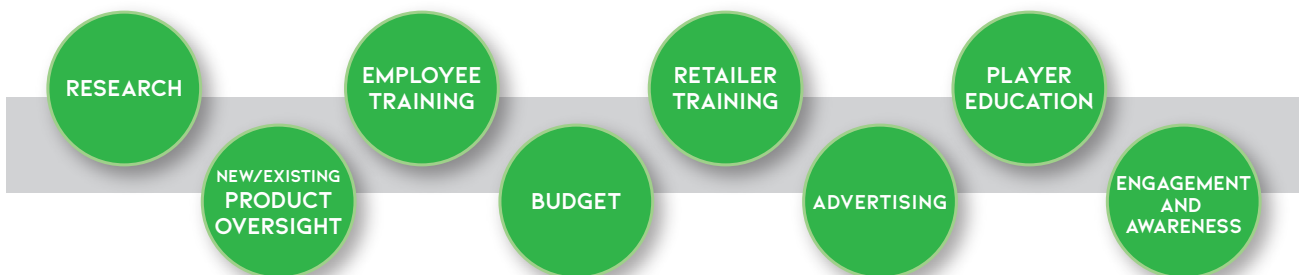 RESEARCH
NEW/EXISTING
PRODUCT
OVERSIGHT
EMPLOYEE
TRAINING
BUDGET
RETAILER
TRAINING
ADVERTISING
PLAYER
EDUCATION
ENGAGEMENT
AND
AWARENESS